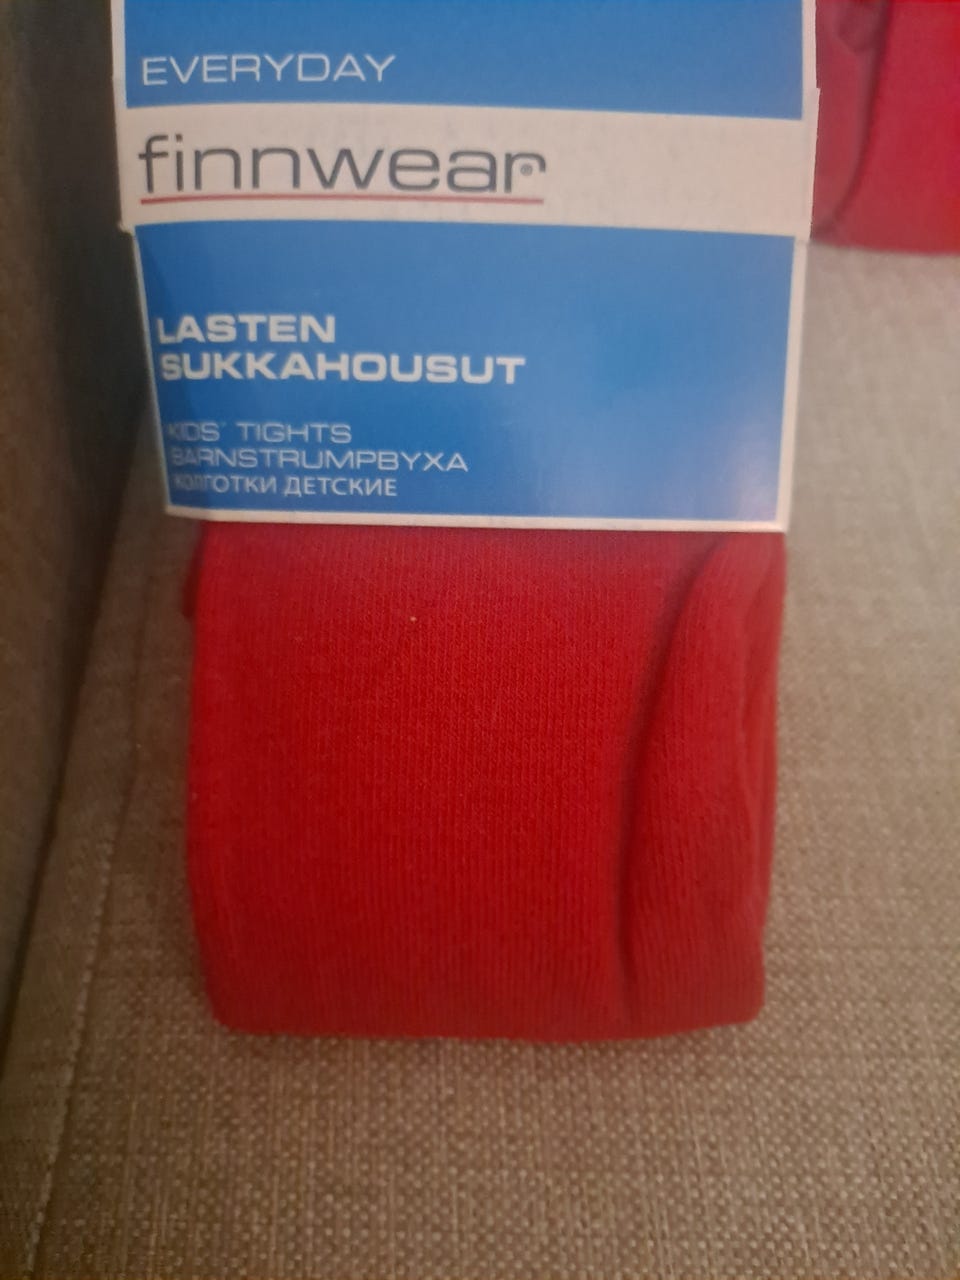 EVERYDAY
finnwear®
LASTEN
SUKKAHOUSUT
KIDS' TIGHTS
BARNSTRUMPBYXA
КОЛГОТКИ ДЕТСКИЕ